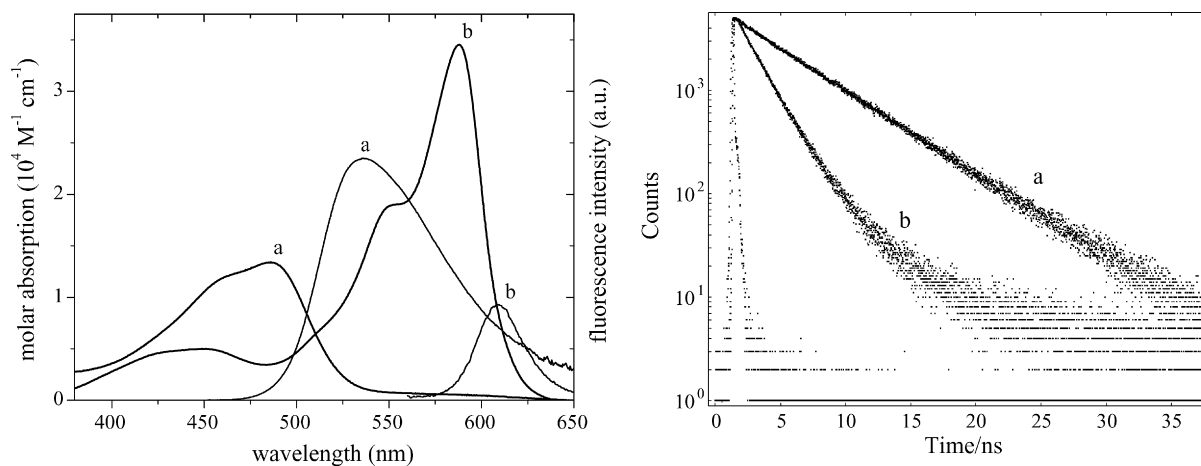 molar absorption (10⁴ M⁻¹ cm⁻¹)
3
2
1
0
a
a
b
b
400 450 500 550 600 650
wavelength (nm)
fluorescence intensity (a.u.)
Counts
10³
10²
10¹
10⁰
a
b
0 5 10 15 20 25 30 35
Time/ns